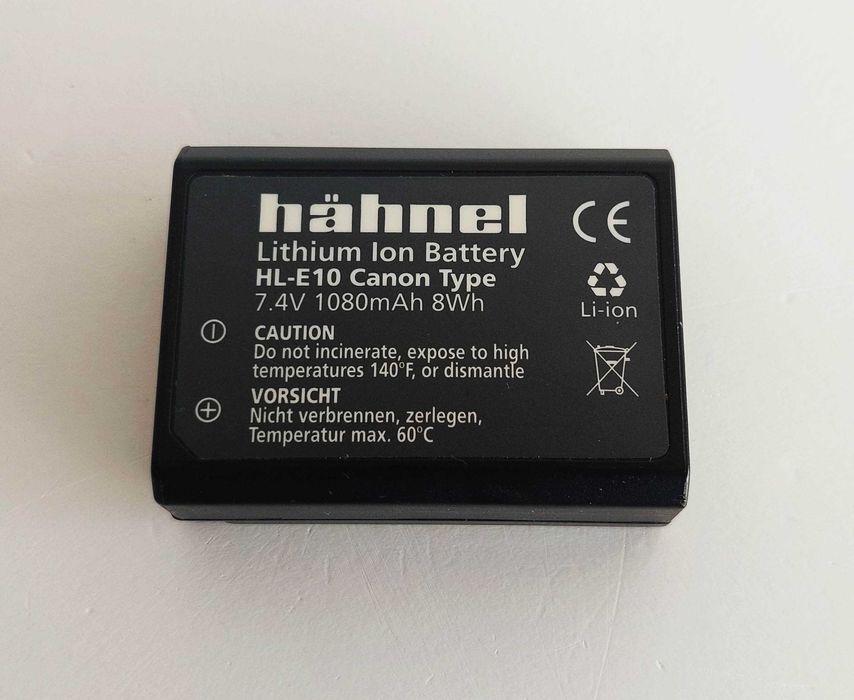 hähnel
CE
Lithium Ion Battery
HL-E10 Canon Type
7.4V 1080mAh 8Wh
Li-ion
CAUTION
Do not incinerate, expose to high
temperatures 140°F, or dismantle
VORSICHT
Nicht verbrennen, zerlegen,
Temperatur max. 60°C